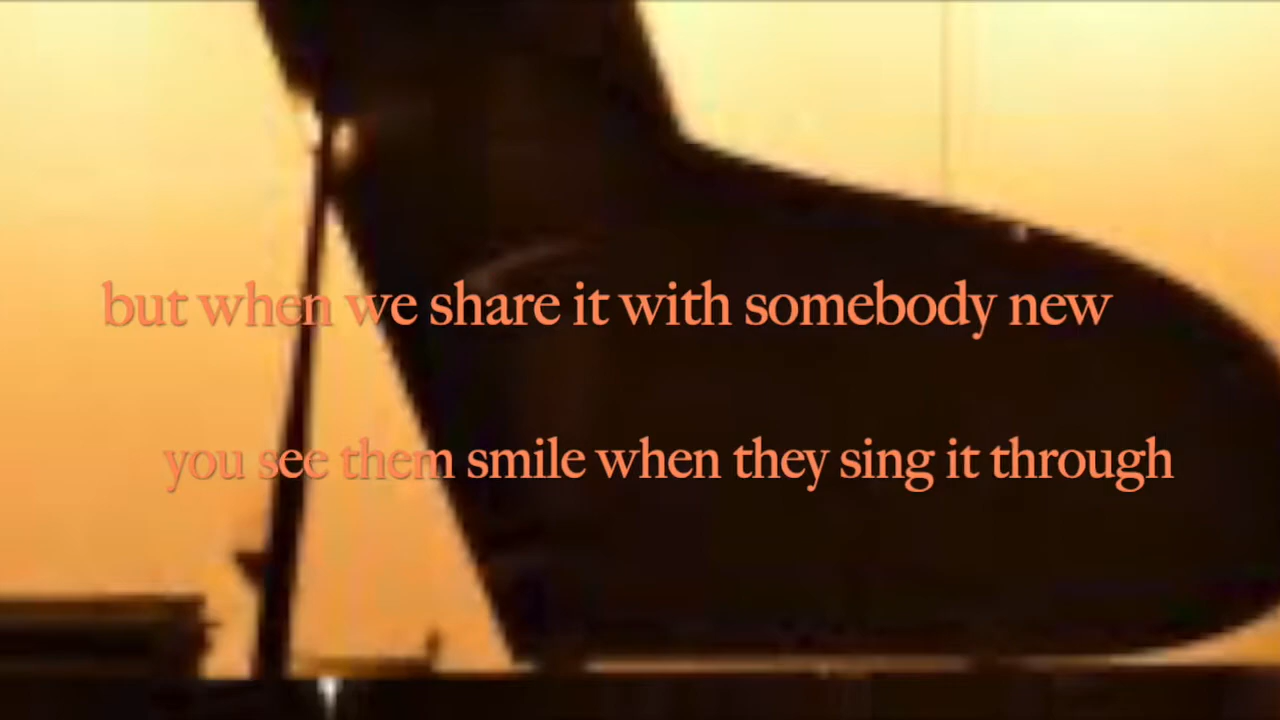 but when we share it with somebody new
you see them smile when they sing it through